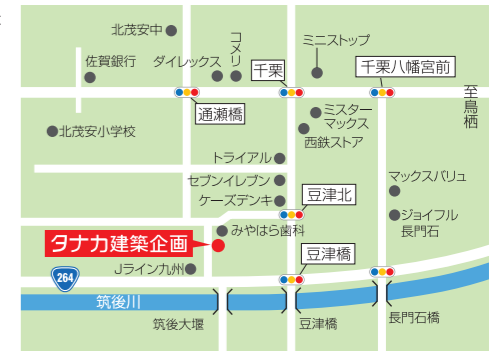 北茂安中
コメリ
ミニストップ
佐賀銀行
ダイレックス
千栗
千栗八幡宮前
至鳥栖
通瀬橋
ミスター
マックス
北茂安小学校
西鉄ストア
トライアル
セブンイレブン
マックスバリュ
豆津北
ケーズデンキ
ジョイフル
長門石
みやはら歯科
タナカ建築企画
豆津橋
Jライン九州
264
筑後川
筑後大堰
豆津橋
長門石橋